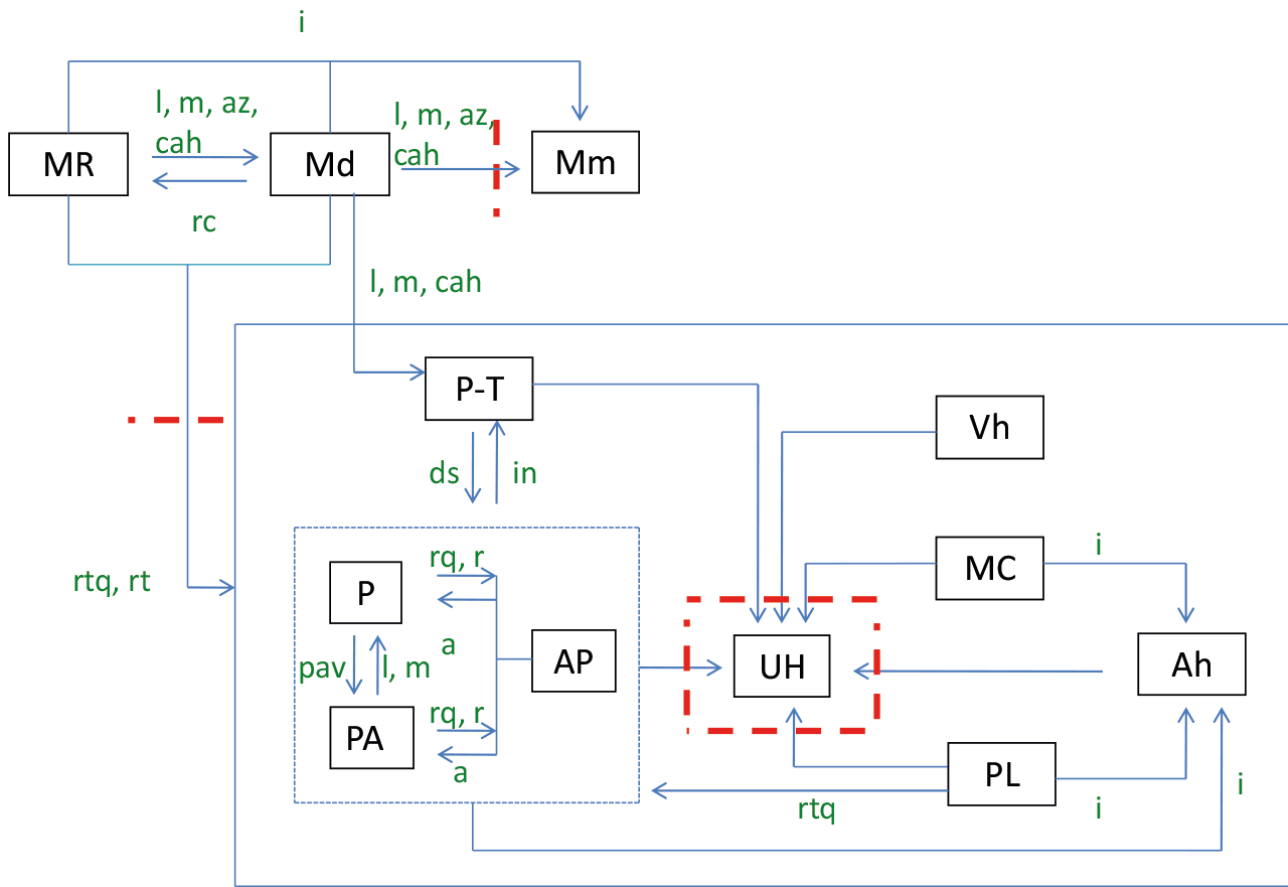 i
l, m, az,
cah
l, m, az,
cah
MR
Md
Mm
rc
l, m, cah
P-T
Vh
ds
in
rq, r
MC
i
rtq, rt
P
a
AP
UH
Ah
pav
l, m
rq, r
PA
a
PL
rtq
i
i